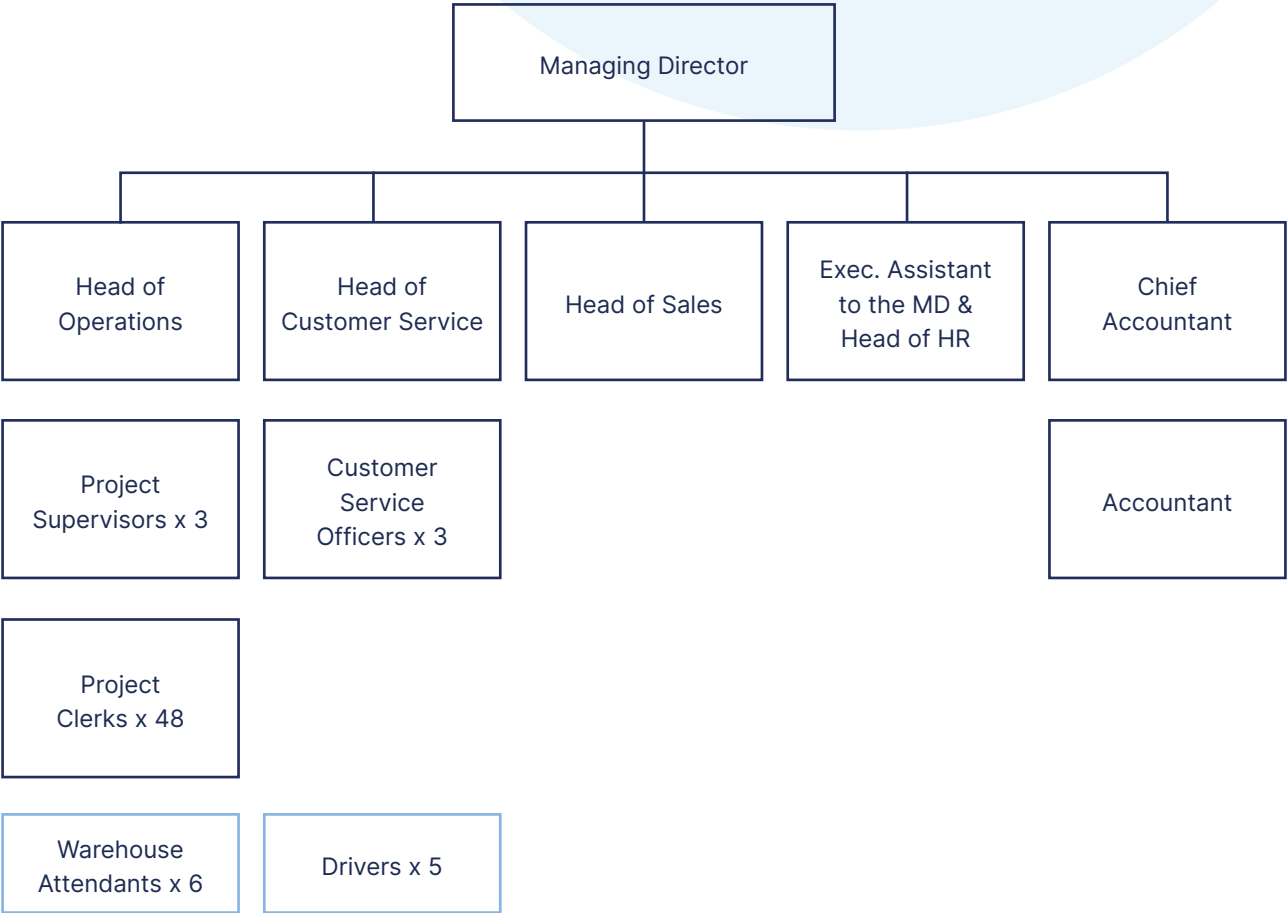 Managing Director
Head of
Operations
Head of
Customer Service
Head of Sales
Exec. Assistant
to the MD &
Head of HR
Chief
Accountant
Project
Supervisors x 3
Customer
Service
Officers x 3
Accountant
Project
Clerks x 48
Warehouse
Attendants x 6
Drivers x 5